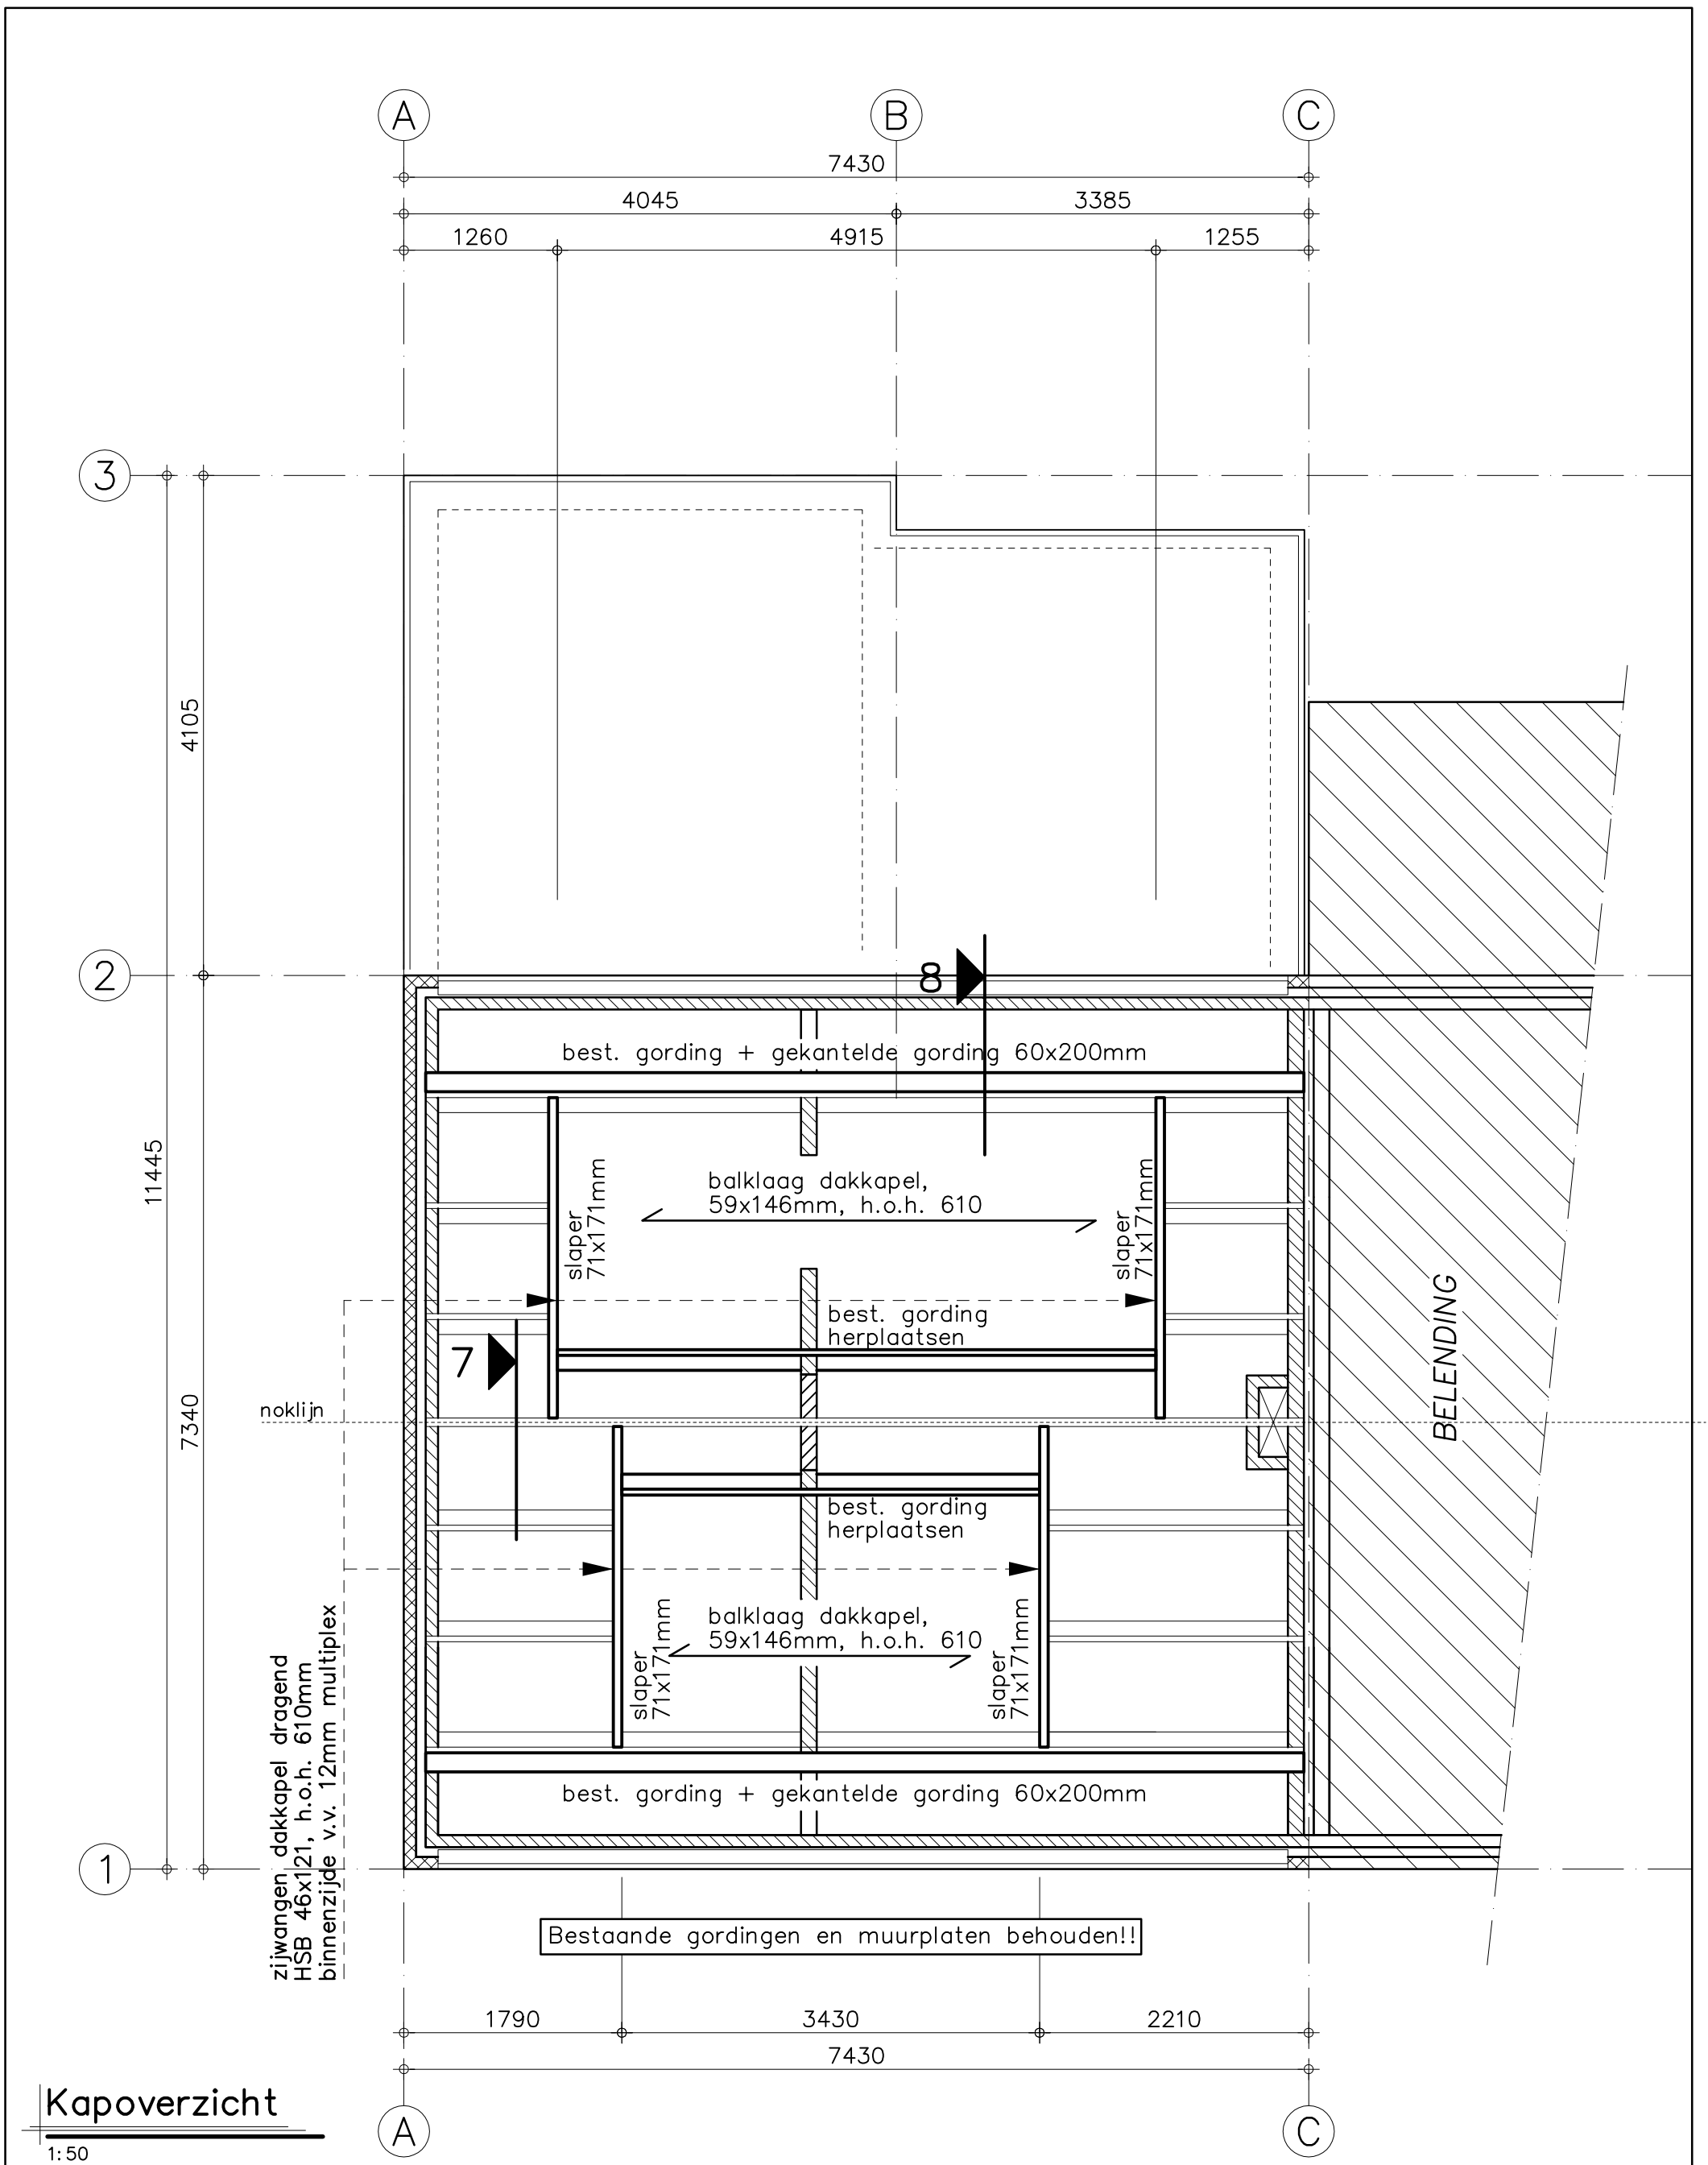 A B C
7430
4045 3385
1260 4915 1255
3
4105
2
8
best. gording + gekantelde gording 60x200mm
11445
balklaag dakkapel,
59x146mm, h.o.h. 610
slaper
71x171mm
slaper
71x171mm
best. gording
herplaatsen
7
BELENDING
noklijn
7340
best. gording
herplaatsen
balklaag dakkapel,
59x146mm, h.o.h. 610
slaper
71x171mm
slaper
71x171mm
zijwangen dakkapel dragend
HSB 46x121, h.o.h. 610mm
binnenzijde v.v. 12mm multiplex
best. gording + gekantelde gording 60x200mm
1
Bestaande gordingen en muurplaten behouden!!
1790 3430 2210
7430
A C
Kapoverzicht
1:50